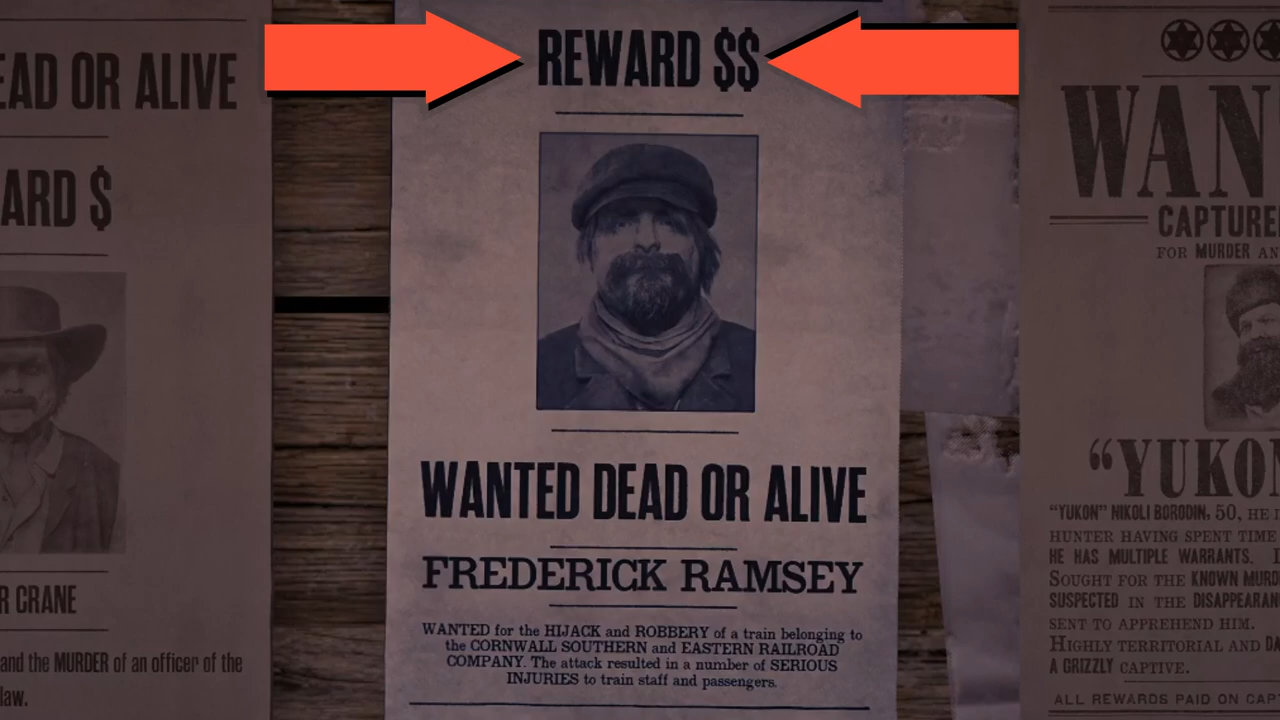 EAD OR ALIVE
ARD $
R CRANE
and the MURDER of an officer of the
law.
REWARD $$
WANTED DEAD OR ALIVE
FREDERICK RAMSEY
WANTED for the HIJACK and ROBBERY of a train belonging to
the CORNWALL SOUTHERN and EASTERN RAILROAD
COMPANY. The attack resulted in a number of SERIOUS
INJURIES to train staff and passengers.
WAN
CAPTURE
FOR MURDER AN
“YUKO
“YUKON” NIKOLI BORODIN, 50, HE
HUNTER HAVING SPENT TIME
HE HAS MULTIPLE WARRANTS.
SOUGHT FOR THE KNOWN MURD
SUSPECTED IN THE DISAPPEARAN
SENT TO APPREHEND HIM.
HIGHLY TERRITORIAL AND DA
A GRIZZLY CAPTIVE.
ALL REWARDS PAID ON CAP